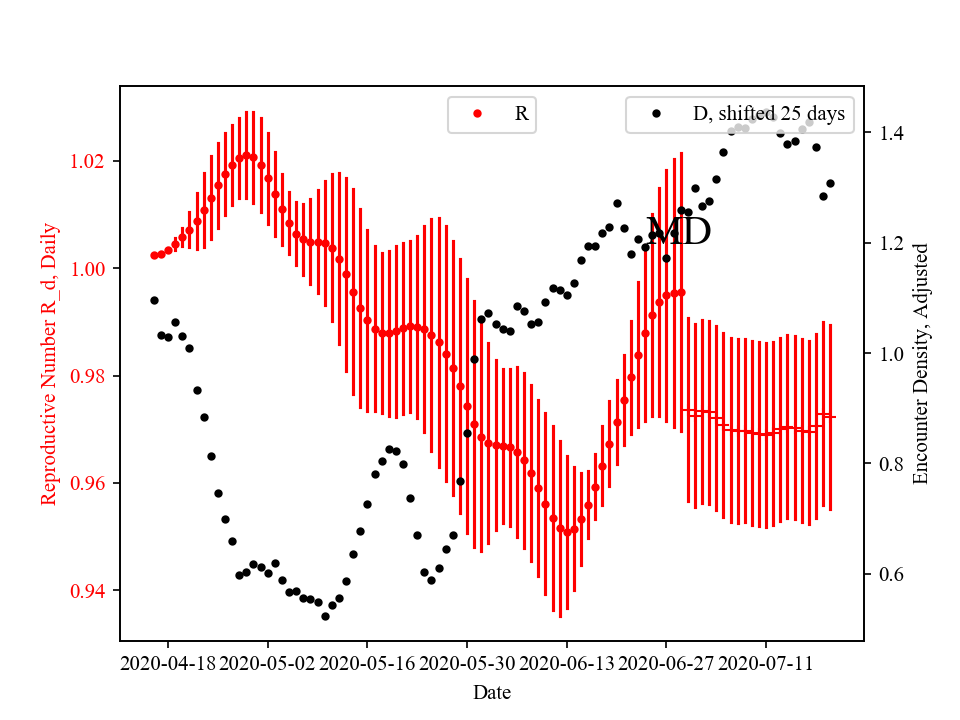 R
D, shifted 25 days
MD
1.02
1.00
0.98
0.96
0.94
Reproductive Number R_d, Daily
1.4
1.2
1.0
0.8
0.6
Encounter Density, Adjusted
2020-04-18 2020-05-02 2020-05-16 2020-05-30 2020-06-13 2020-06-27 2020-07-11
Date